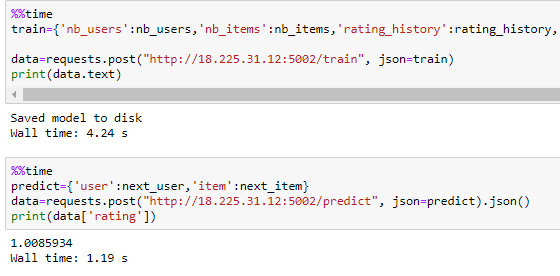 %%time
train={'nb_users':nb_users,'nb_items':nb_items,'rating_history':rating_history,
data=requests.post("http://18.225.31.12:5002/train", json=train)
print(data.text)
Saved model to disk
Wall time: 4.24 s
%%time
predict={'user':next_user,'item':next_item}
data=requests.post("http://18.225.31.12:5002/predict", json=predict).json()
print(data['rating'])
1.0085934
Wall time: 1.19 s